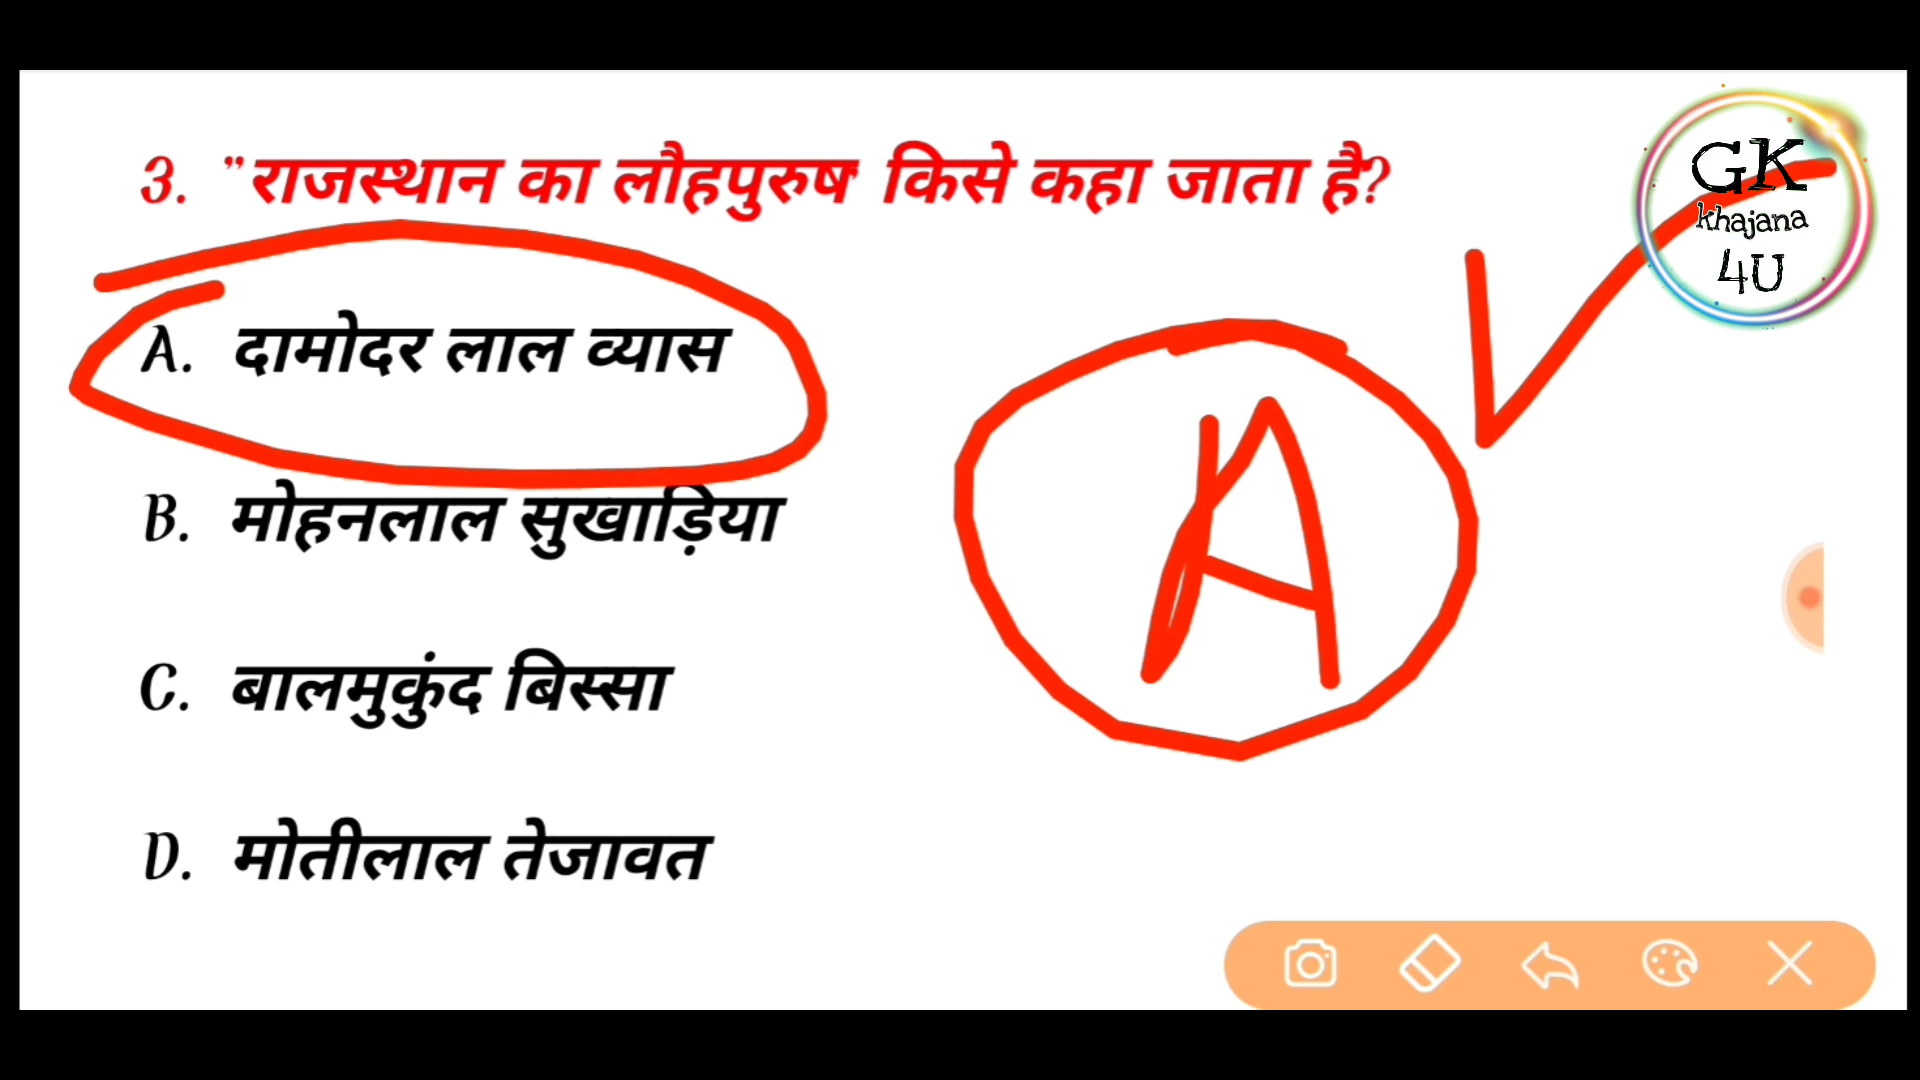 3. "राजस्थान का लौहपुरुष' किसे कहा जाता है?
A. दामोदर लाल व्यास
B. मोहनलाल सुखाड़िया
C. बालमुकुंद बिस्सा
D. मोतीलाल तेजावत
A
GK
khajana
4U